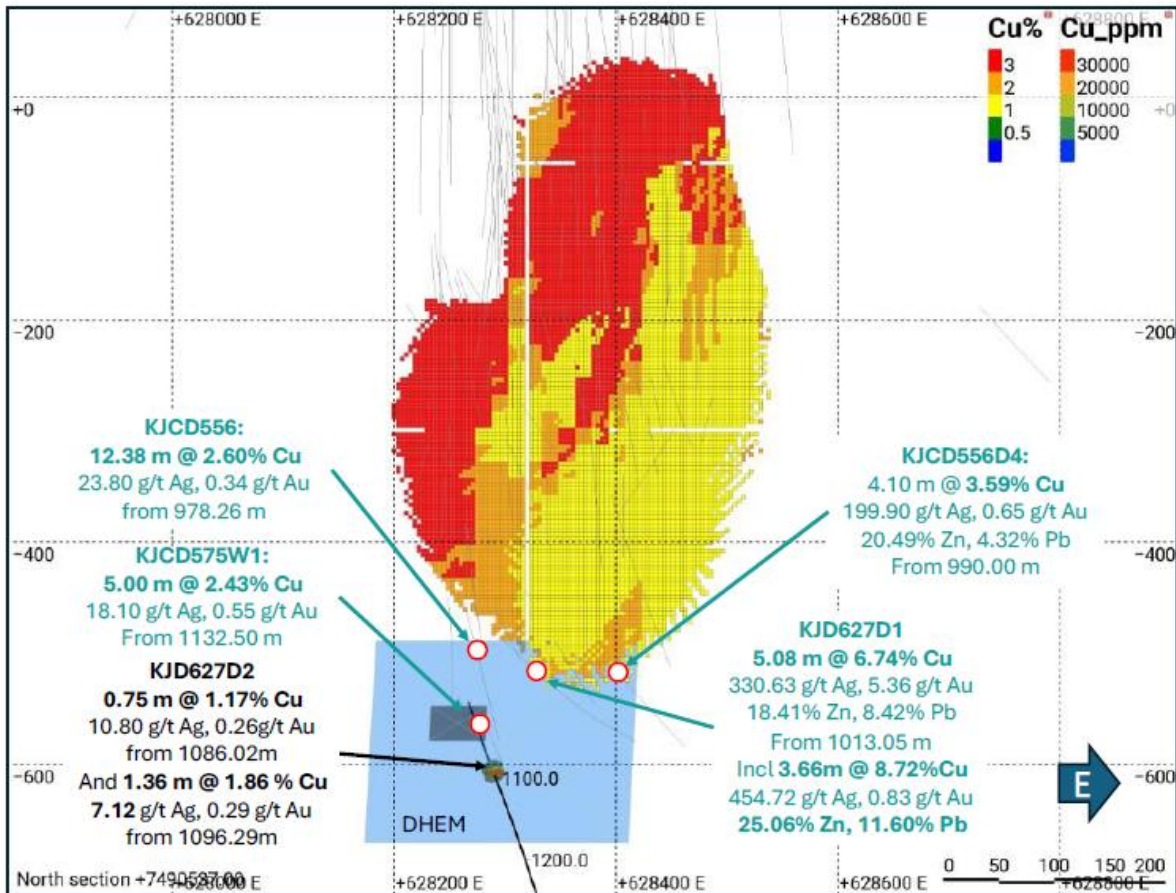 +628000 E
+628200 E
+628400 E
+628600 E
+628800 E
Cu% Cu_ppm
3 30000
2 20000
1 10000
0.5 5000
+0
+0
-200
-200
KJCD556:
12.38 m @ 2.60% Cu
23.80 g/t Ag, 0.34 g/t Au
from 978.26 m
KJCD556D4:
4.10 m @ 3.59% Cu
199.90 g/t Ag, 0.65 g/t Au
20.49% Zn, 4.32% Pb
From 990.00 m
-400
-400
KJCD575W1:
5.00 m @ 2.43% Cu
18.10 g/t Ag, 0.55 g/t Au
From 1132.50 m
KJD627D2
0.75 m @ 1.17% Cu
10.80 g/t Ag, 0.26g/t Au
from 1086.02m
And 1.36 m @ 1.86 % Cu
7.12 g/t Ag, 0.29 g/t Au
from 1096.29m
KJD627D1
5.08 m @ 6.74% Cu
330.63 g/t Ag, 5.36 g/t Au
18.41% Zn, 8.42% Pb
From 1013.05 m
Incl 3.66m @ 8.72%Cu
454.72 g/t Ag, 0.83 g/t Au
25.06% Zn, 11.60% Pb
-600
-600
1100.0
E
DHEM
1200.0
0 50 100 150 200
North section
+628000 E
+628200 E
+628400 E
+628600 E